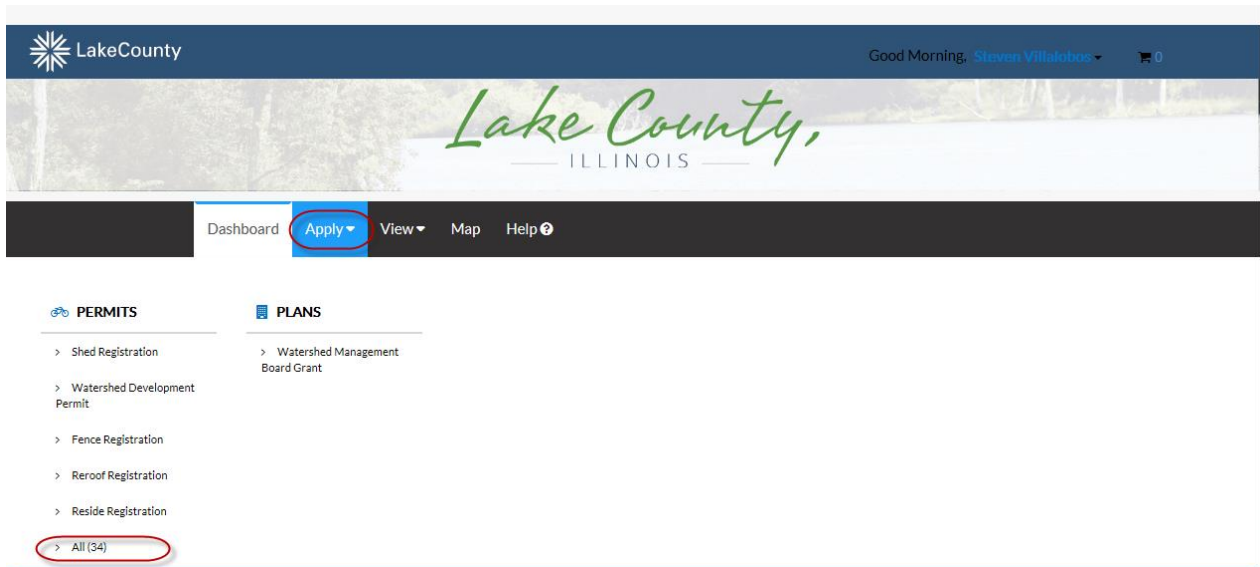 LakeCounty
Good Morning, Steven Villalobos
0
Lake County,
ILLINOIS
Dashboard Apply View Map Help
PERMITS
> Shed Registration
> Watershed Development
Permit
> Fence Registration
> Reroof Registration
> Reside Registration
> All (34)
PLANS
> Watershed Management
Board Grant